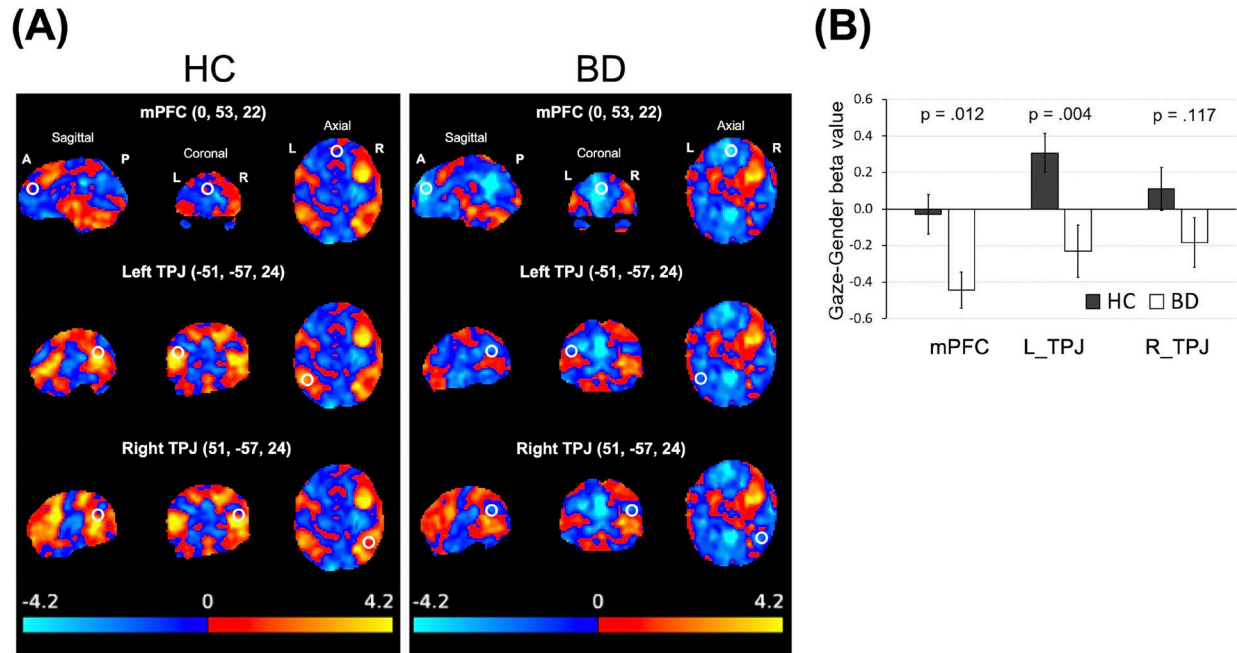 (A)
HC
mPFC (0, 53, 22)
Sagittal
Coronal
Axial
A
P
L
R
L
R
Left TPJ (-51, -57, 24)
Right TPJ (51, -57, 24)
-4.2
0
4.2
BD
mPFC (0, 53, 22)
Sagittal
Coronal
Axial
A
P
L
R
L
R
Left TPJ (-51, -57, 24)
Right TPJ (51, -57, 24)
-4.2
0
4.2
(B)
Gaze-Gender beta value
0.6
0.4
0.2
0.0
-0.2
-0.4
-0.6
p = .012
p = .004
p = .117
HC
BD
mPFC
L_TPJ
R_TPJ